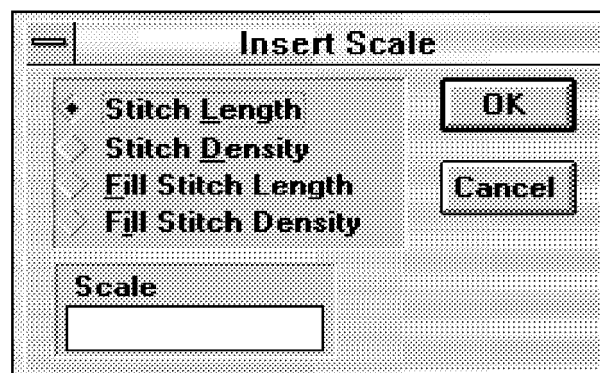 Insert Scale
Stitch Length
Stitch Density
Fill Stitch Length
Fill Stitch Density
OK
Cancel
Scale